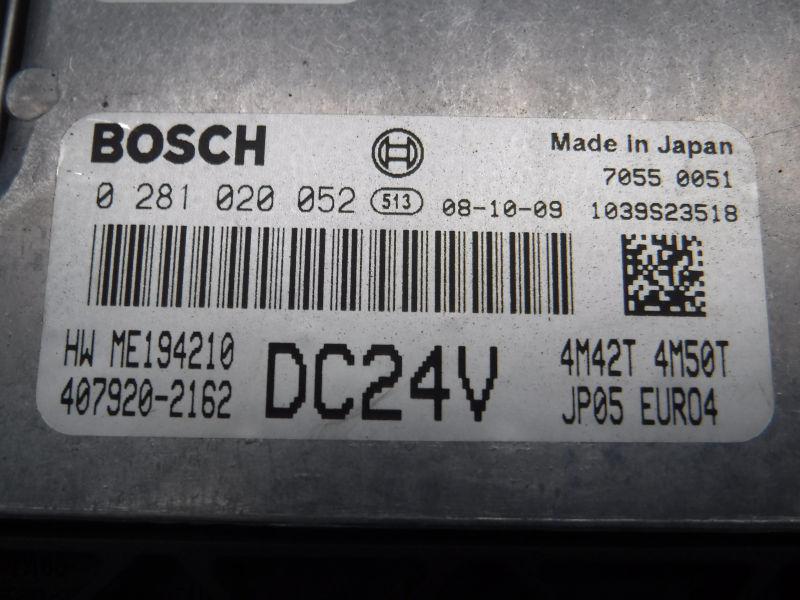 BOSCH
Made in Japan
7055 0051
0 281 020 052 513 08-10-09 1039S23518
HW ME194210
DC24V
4M42T 4M50T
407920-2162
JP05 EURO4